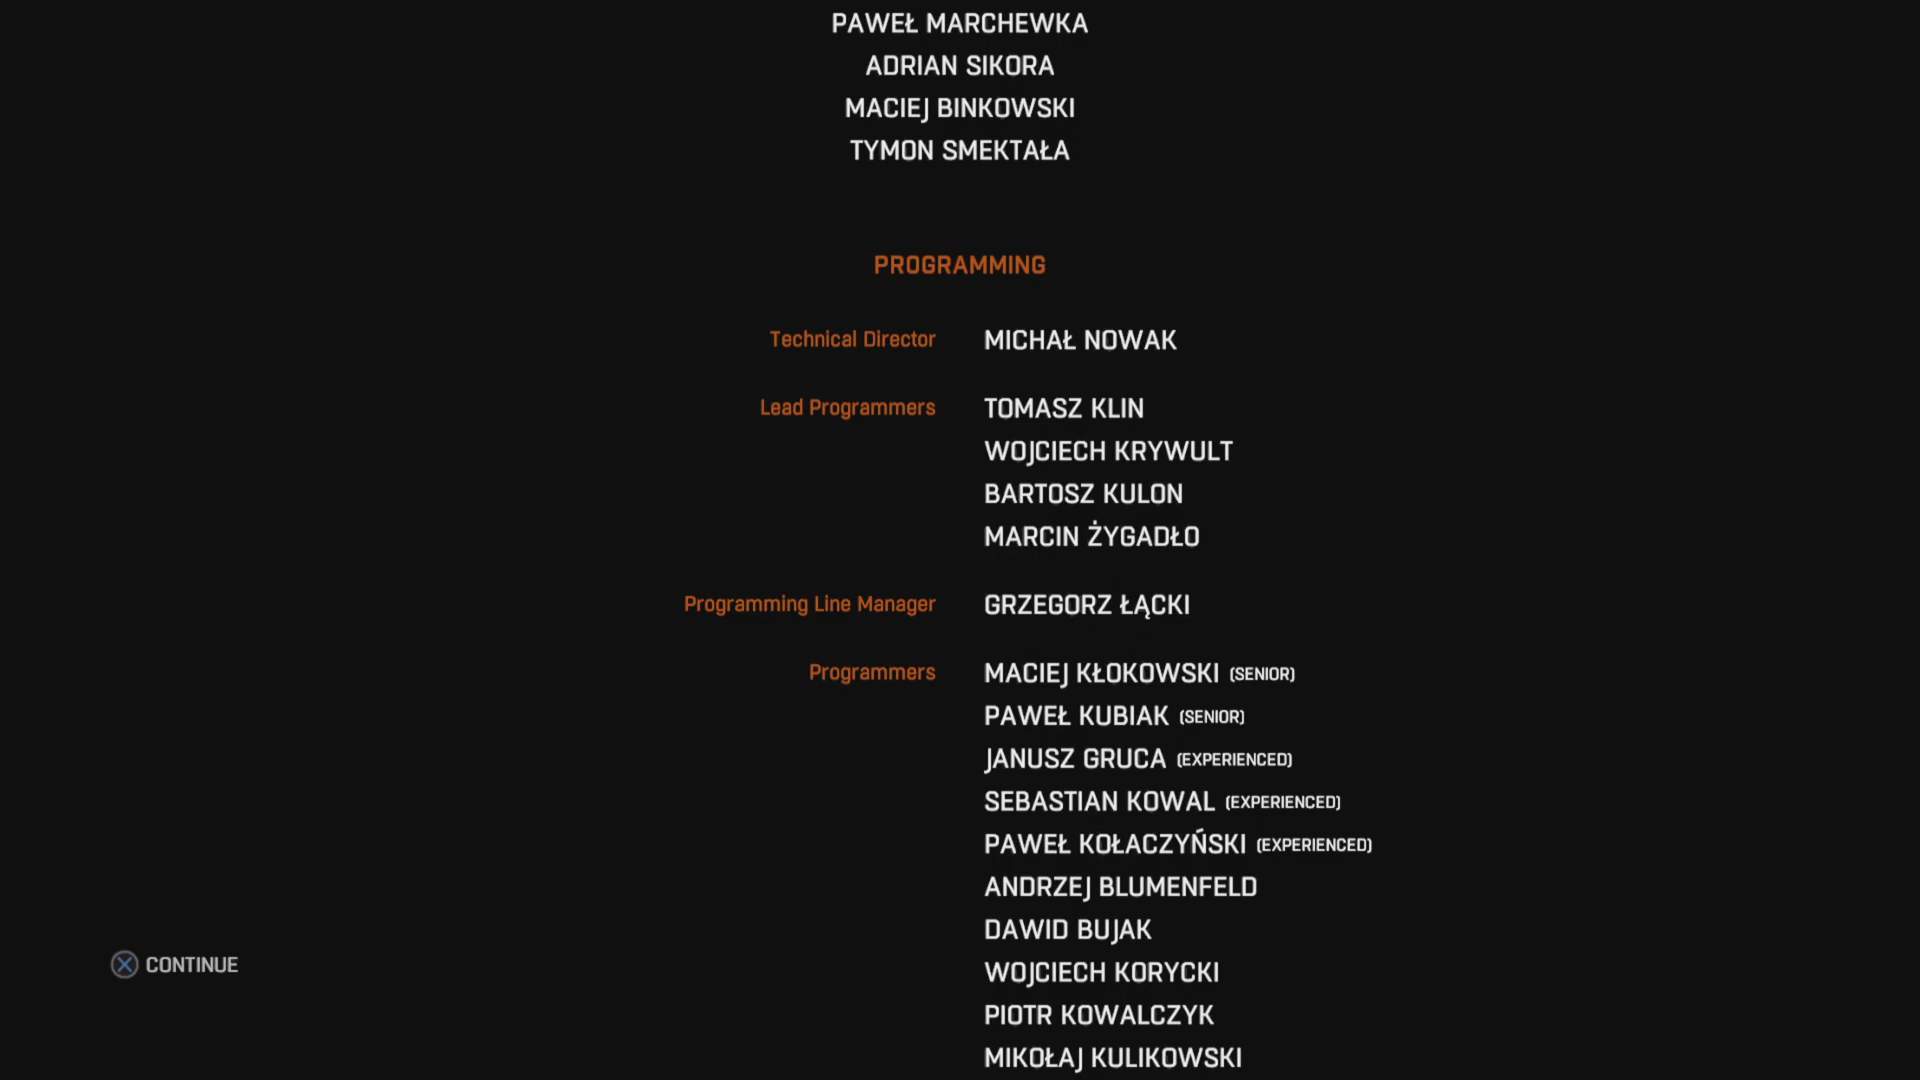 PAWEŁ MARCHEWKA
ADRIAN SIKORA
MACIEJ BINKOWSKI
TYMON SMEKTAŁA
PROGRAMMING
Technical Director MICHAŁ NOWAK
Lead Programmers TOMASZ KLIN
WOJCIECH KRYWULT
BARTOSZ KULON
MARCIN ŻYGADŁO
Programming Line Manager GRZEGORZ ŁĄCKI
Programmers MACIEJ KŁOKOWSKI (SENIOR)
PAWEŁ KUBIAK (SENIOR)
JANUSZ GRUCA (EXPERIENCED)
SEBASTIAN KOWAL (EXPERIENCED)
PAWEŁ KOŁACZYŃSKI (EXPERIENCED)
ANDRZEJ BLUMENFELD
DAWID BUJAK
WOJCIECH KORYCKI
PIOTR KOWALCZYK
MIKOŁAJ KULIKOWSKI
CONTINUE